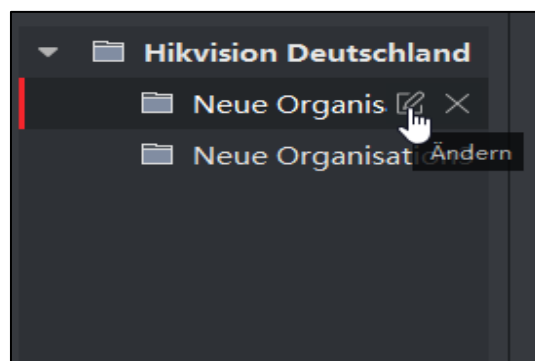 Hikvision Deutschland
Neue Organis
Ändern
Neue Organisat